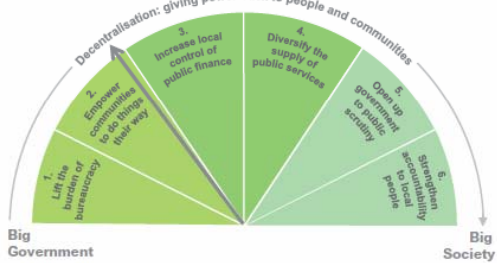 Decentralisation: giving people and communities
1.
Lift the
burden of
bureaucracy
2.
Empower
communities
to do things
their way
3.
Increase local
control of
public finance
4.
Diversify the
supply of
public services
5.
Open up
government
to public
scrutiny
6.
Strengthen
accountability
to local
people
Big
Government
Big
Society